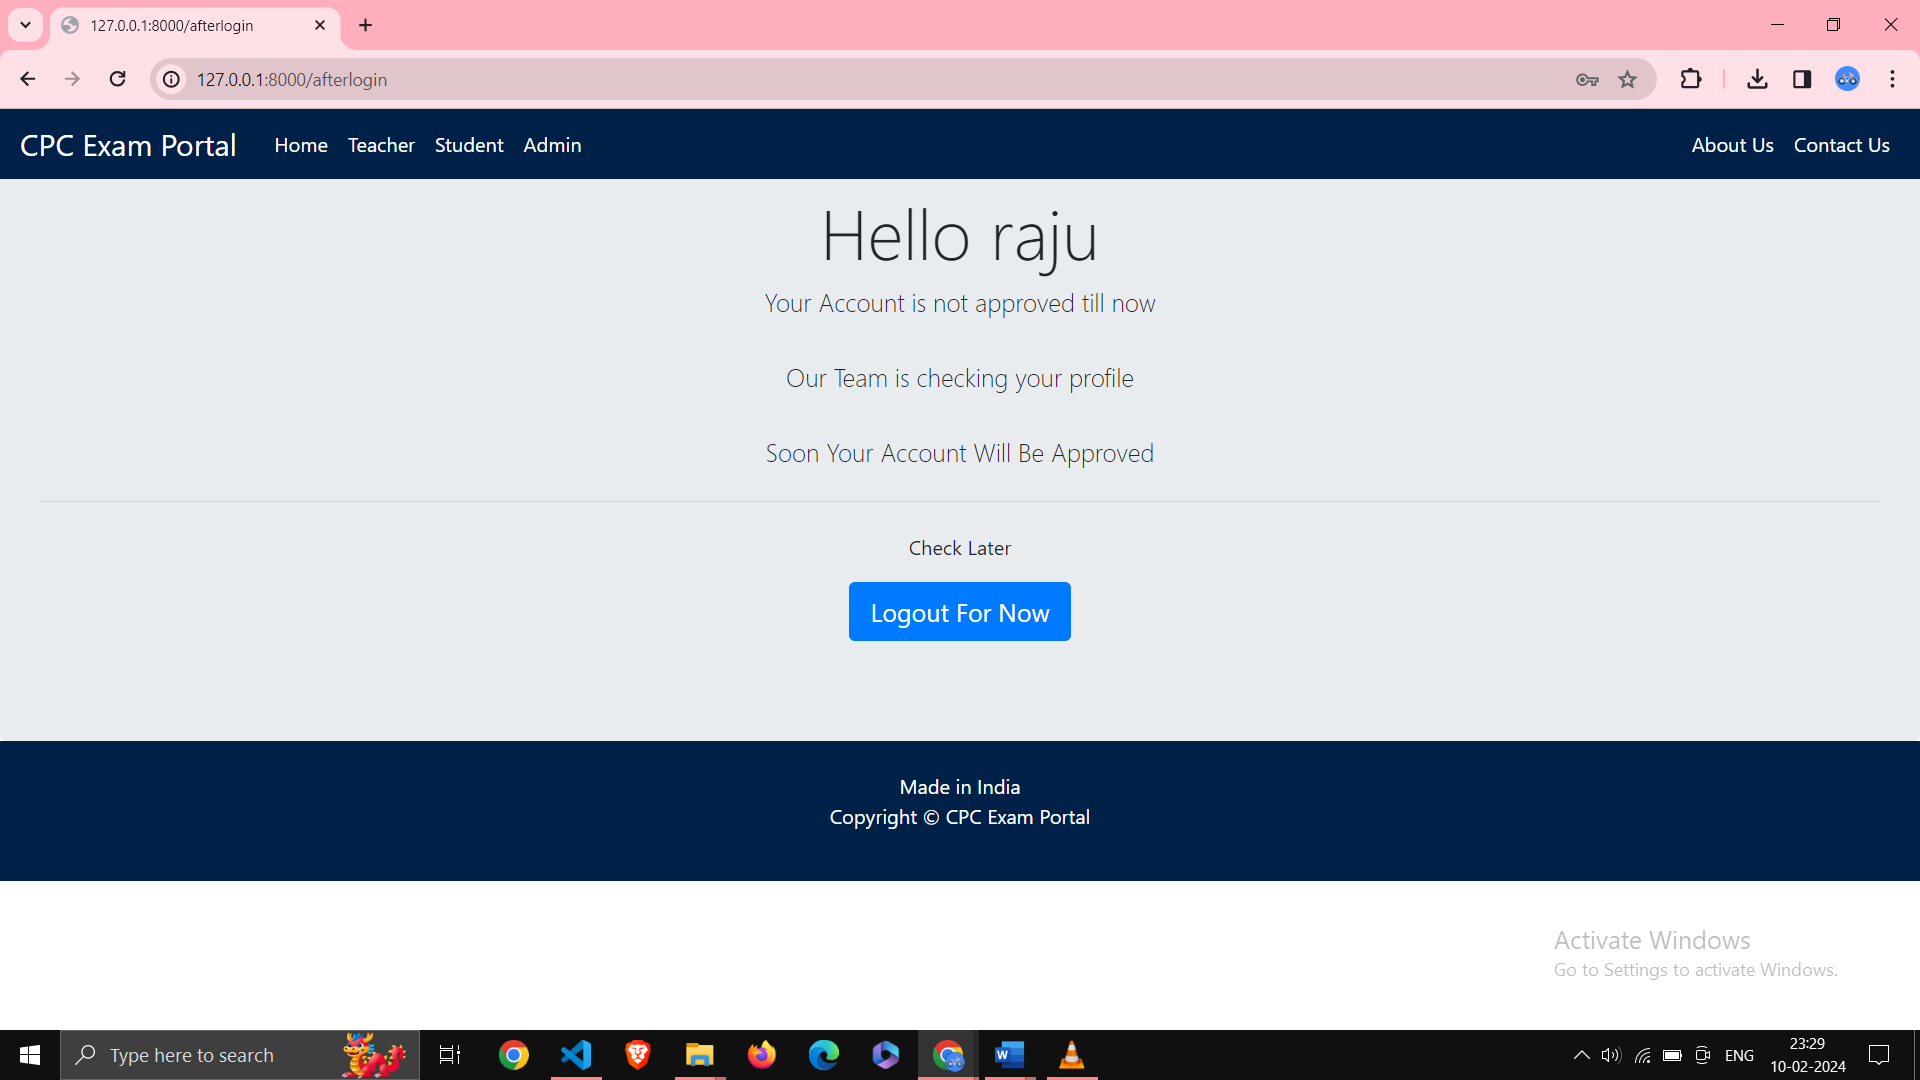 127.0.0.1:8000/afterlogin
127.0.0.1:8000/afterlogin
CPC Exam Portal Home Teacher Student Admin About Us Contact Us
Hello raju
Your Account is not approved till now
Our Team is checking your profile
Soon Your Account Will Be Approved
Check Later
Logout For Now
Made in India
Copyright © CPC Exam Portal
Activate Windows
Go to Settings to activate Windows.
Type here to search
W
ENG
23:29
10-02-2024